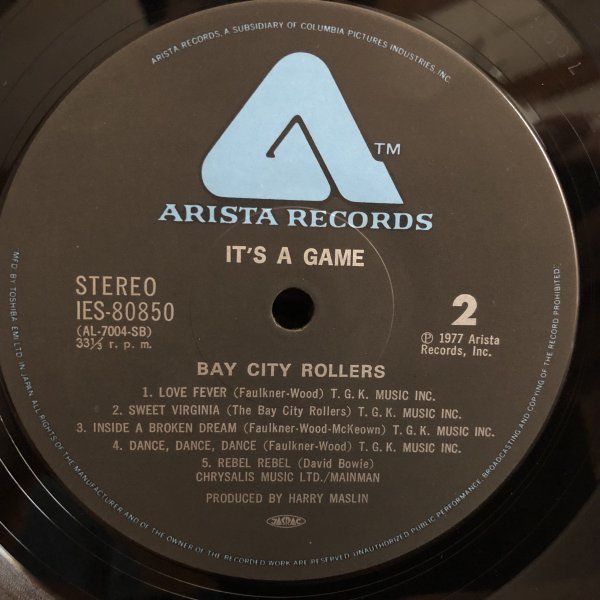 ARISTA RECORDS, A SUBSIDIARY OF COLUMBIA PICTURES INDUSTRIES, INC.
TM
ARISTA RECORDS
IT'S A GAME
STEREO
IES-80850
(AL-7004-SB)
33⅓ r. p. m.
2
Ⓟ 1977 Arista
Records, Inc.
BAY CITY ROLLERS
1. LOVE FEVER (Faulkner-Wood) T. G. K. MUSIC INC.
2. SWEET VIRGINIA (The Bay City Rollers) T. G. K. MUSIC INC.
3. INSIDE A BROKEN DREAM (Faulkner-Wood-McKeown) T. G. K. MUSIC INC.
4. DANCE, DANCE, DANCE (Faulkner-Wood) T. G. K. MUSIC INC.
5. REBEL REBEL (David Bowie)
CHRYSALIS MUSIC LTD./MAINMAN
PRODUCED BY HARRY MASLIN
JASRAC
MFD. BY TOSHIBA EMI LTD. IN JAPAN ALL RIGHTS OF THE MANUFACTURER AND OF THE OWNER OF THE RECORDED WORK ARE RESERVED. UNAUTHORIZED PUBLIC PERFORMANCE, BROADCASTING AND COPYING OF THE RECORD PROHIBITED.